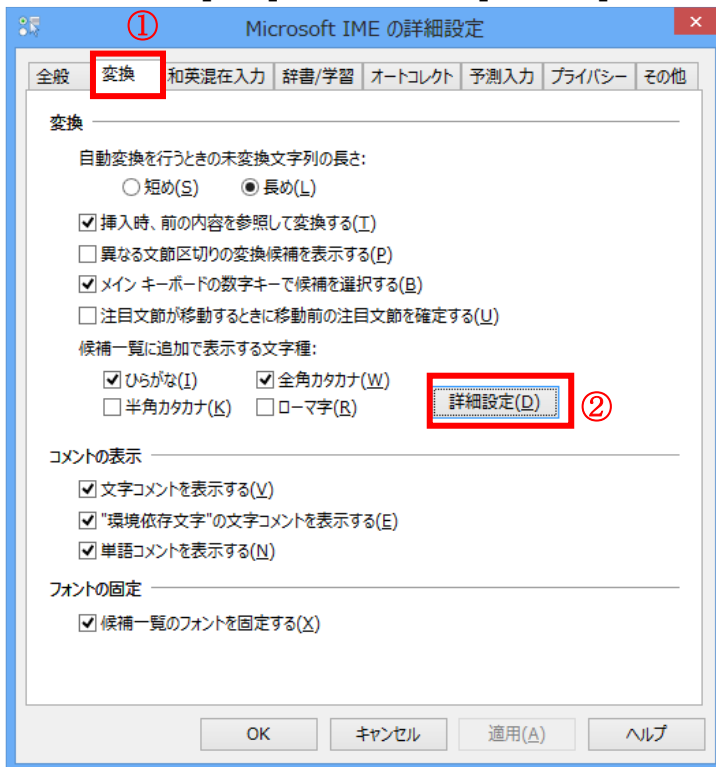 ①
Microsoft IME の詳細設定
全般 変換 和英混在入力 辞書/学習 オートコレクト 予測入力 プライバシー その他
変換
自動変換を行うときの未変換文字列の長さ:
短め(S) 長め(L)
挿入時、前の内容を参照して変換する(T)
異なる文節区切りの変換候補を表示する(P)
メイン キーボードの数字キーで候補を選択する(B)
注目文節が移動するときに移動前の注目文節を確定する(U)
候補一覧に追加で表示する文字種:
ひらがな(I) 全角カタカナ(W)
半角カタカナ(K) ローマ字(R) 詳細設定(D) ②
コメントの表示
文字コメントを表示する(V)
"環境依存文字"の文字コメントを表示する(E)
単語コメントを表示する(N)
フォントの固定
候補一覧のフォントを固定する(X)
OK キャンセル 適用(A) ヘルプ